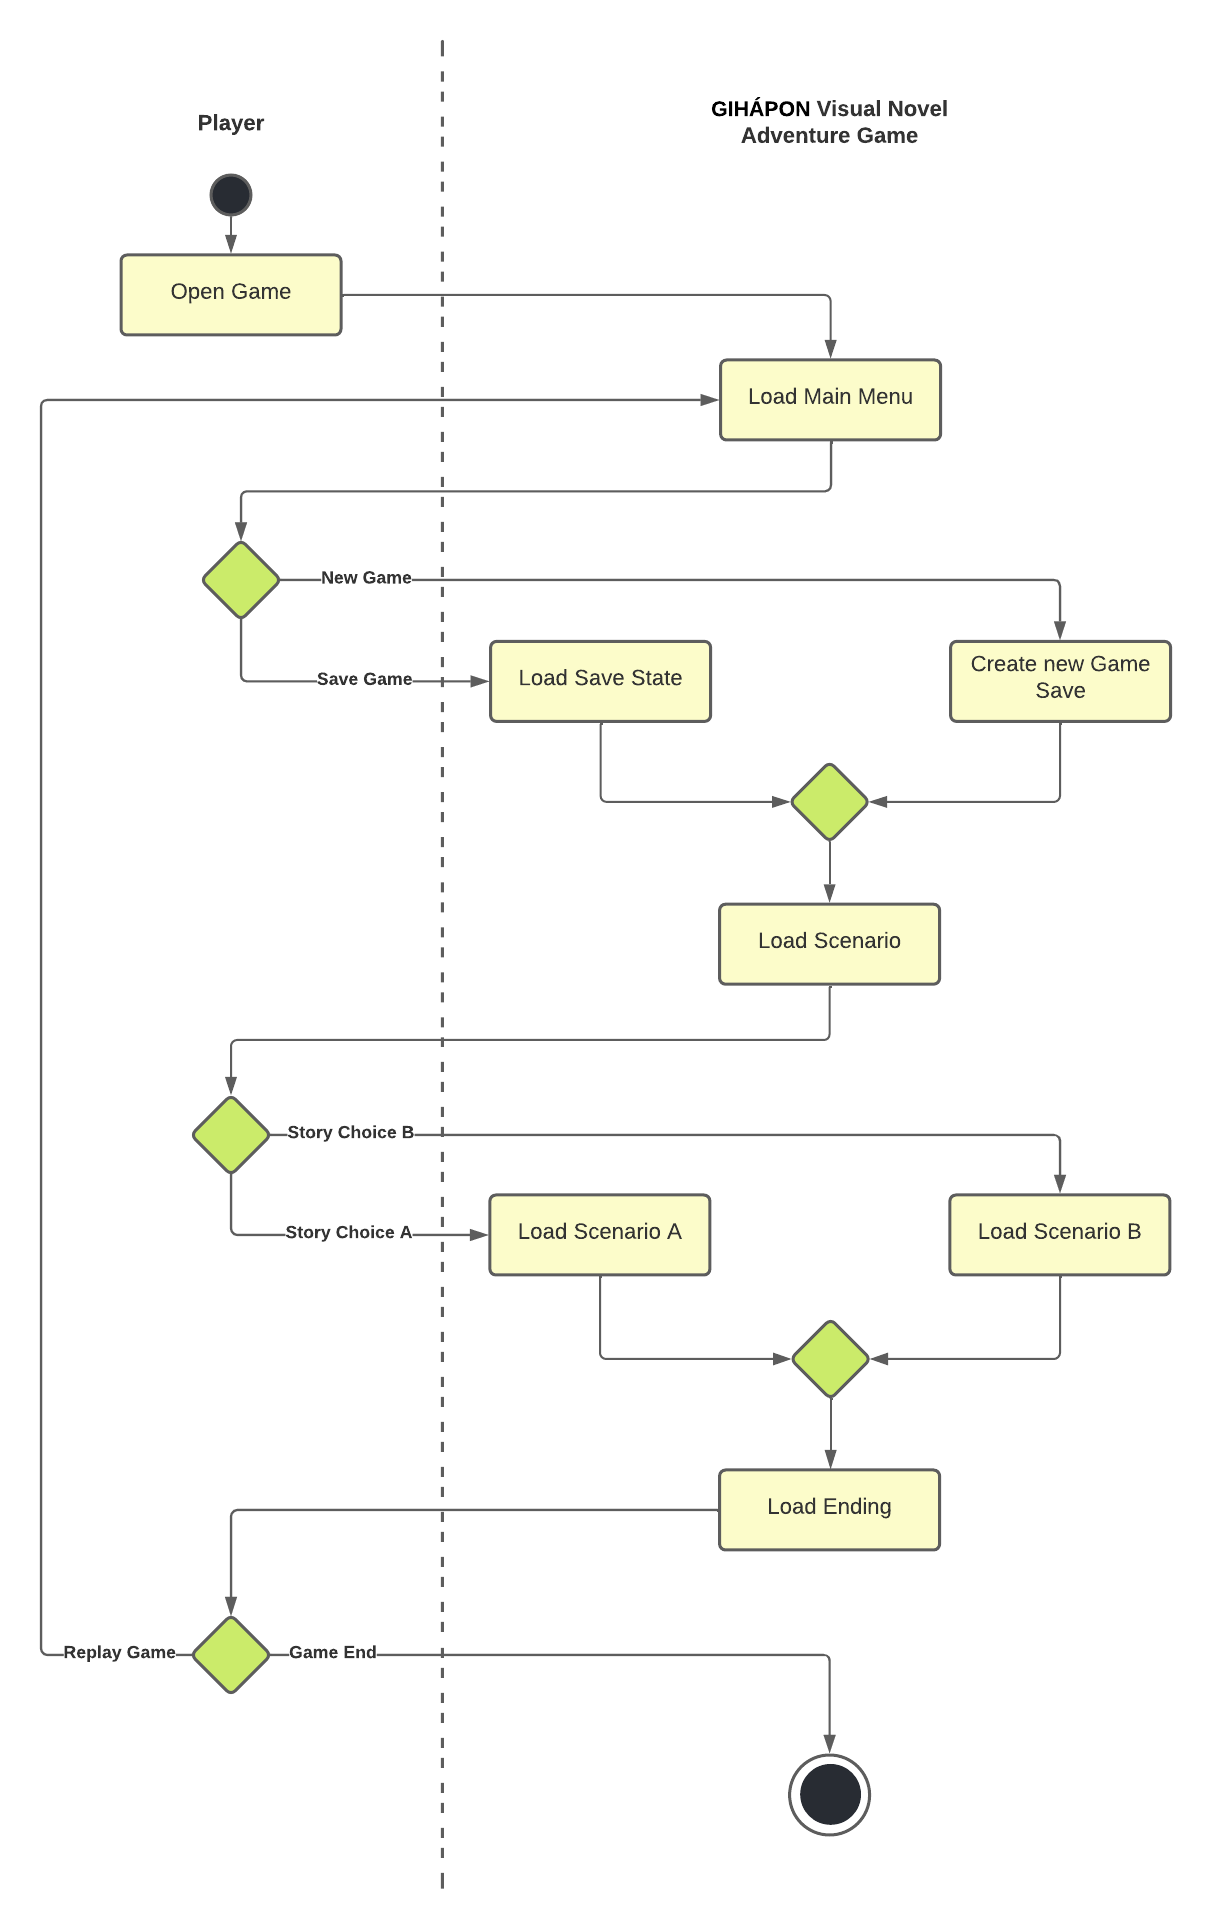 Player
GIHÁPON Visual Novel
Adventure Game
Open Game
Load Main Menu
New Game
Save Game
Load Save State
Create new Game
Save
Load Scenario
Story Choice B
Story Choice A
Load Scenario A
Load Scenario B
Load Ending
Replay Game
Game End